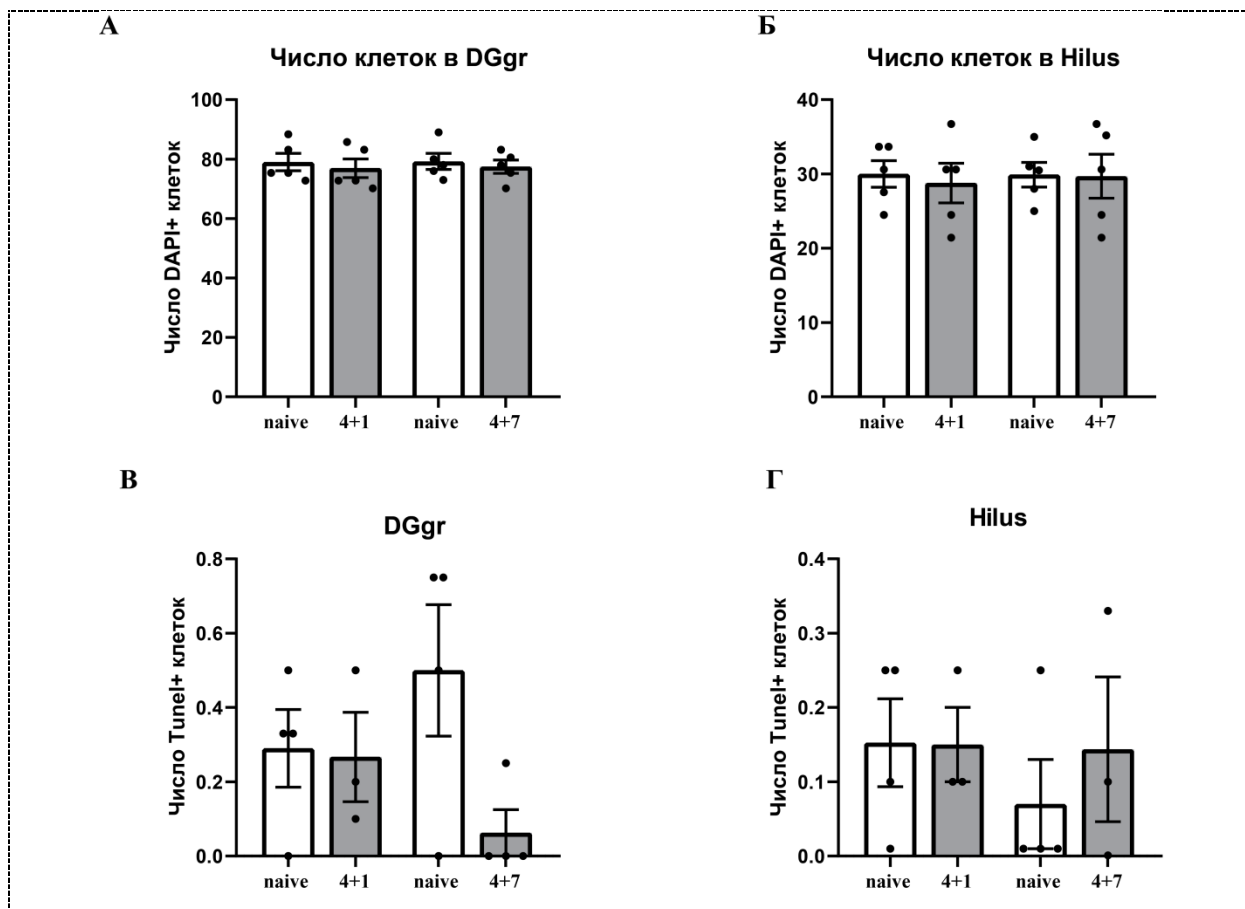 А
Число клеток в DGgr
Число DAPI+ клеток
100
80
60
40
20
0
naive 4+1 naive 4+7
Б
Число клеток в Hilus
Число DAPI+ клеток
40
30
20
10
0
naive 4+1 naive 4+7
В
DGgr
Число Tunel+ клеток
0.8
0.6
0.4
0.2
0.0
naive 4+1 naive 4+7
Г
Hilus
Число Tunel+ клеток
0.4
0.3
0.2
0.1
0.0
naive 4+1 naive 4+7